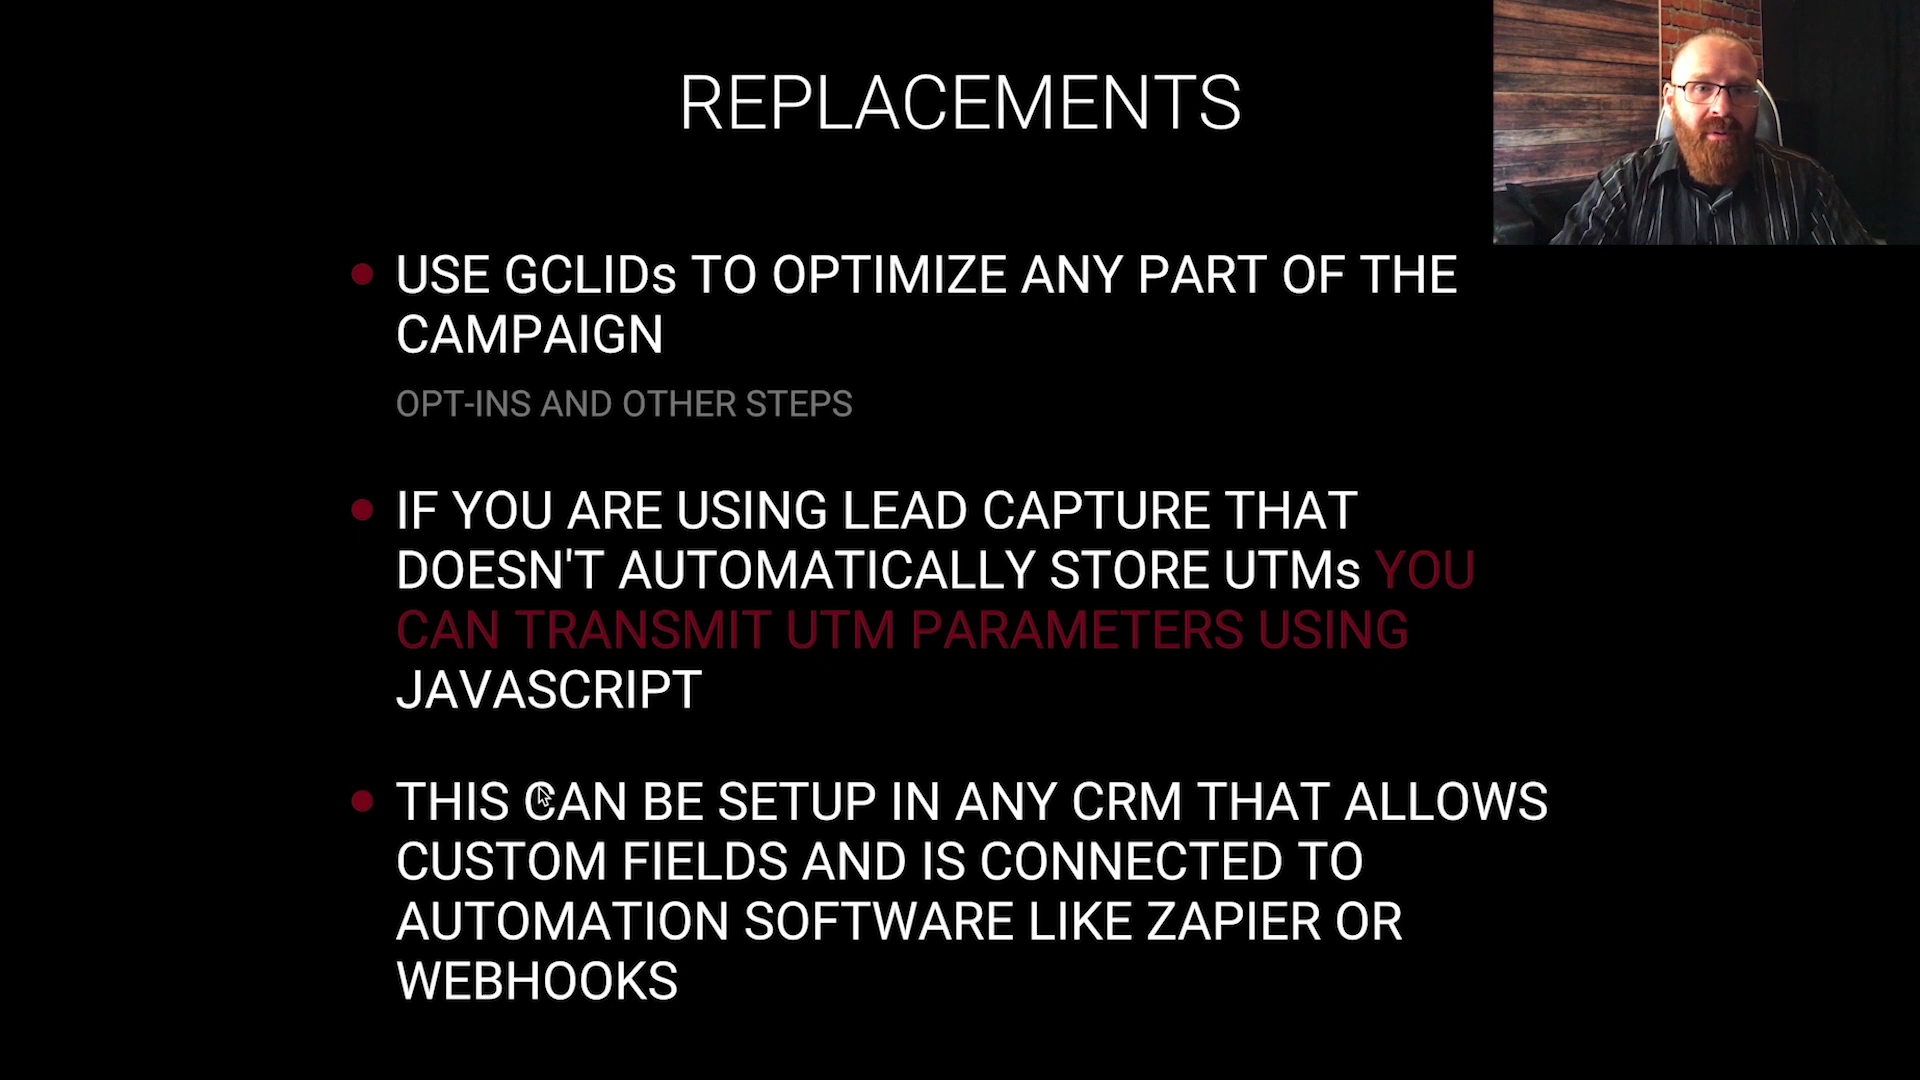 REPLACEMENTS
USE GCLIDs TO OPTIMIZE ANY PART OF THE
CAMPAIGN
OPT-INS AND OTHER STEPS
IF YOU ARE USING LEAD CAPTURE THAT
DOESN'T AUTOMATICALLY STORE UTMs YOU
CAN TRANSMIT UTM PARAMETERS USING
JAVASCRIPT
THIS CAN BE SETUP IN ANY CRM THAT ALLOWS
CUSTOM FIELDS AND IS CONNECTED TO
AUTOMATION SOFTWARE LIKE ZAPIER OR
WEBHOOKS